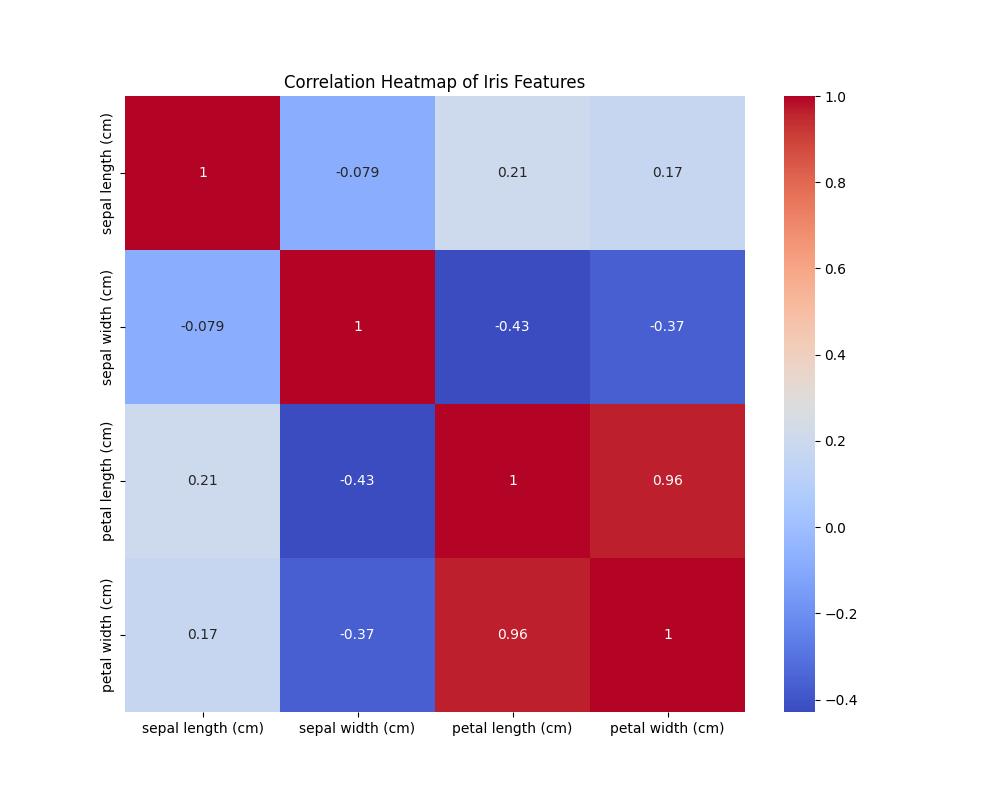 Correlation Heatmap of Iris Features
sepal length (cm)
1
-0.079
0.21
0.17
sepal width (cm)
-0.079
1
-0.43
-0.37
petal length (cm)
0.21
-0.43
1
0.96
petal width (cm)
0.17
-0.37
0.96
1
sepal length (cm)
sepal width (cm)
petal length (cm)
petal width (cm)
1.0
0.8
0.6
0.4
0.2
0.0
−0.2
−0.4